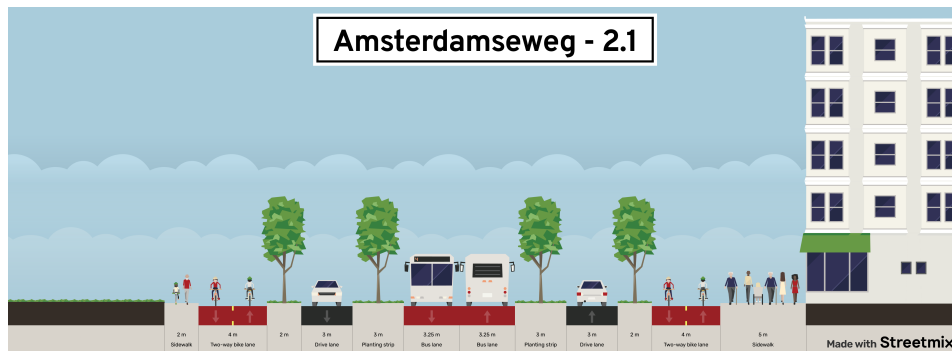 Amsterdamseweg - 2.1
2 m 4 m 2 m 3 m 3 m 3.25 m 3.25 m 3 m 3 m 2 m 4 m 5 m
Sidewalk Two-way bike lane Drive lane Planting strip Bus lane Bus lane Planting strip Drive lane Two-way bike lane Sidewalk
Made with Streetmix